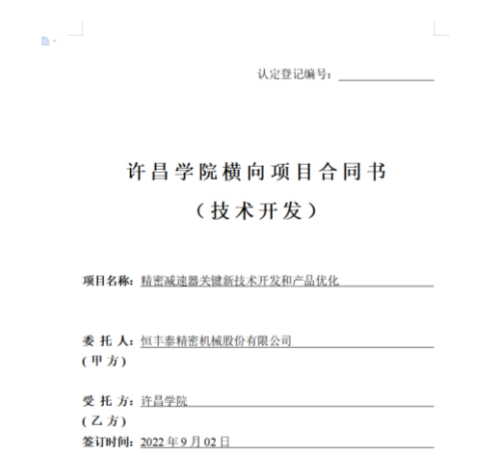 认定登记编号:
许昌学院横向项目合同书
（技术开发）
项目名称: 精密减速器关键新技术开发和产品优化
委 托 人: 恒丰泰精密机械股份有限公司
(甲方)
受 托 方: 许昌学院
(乙方)
签订时间: 2022 年 9 月 02 日